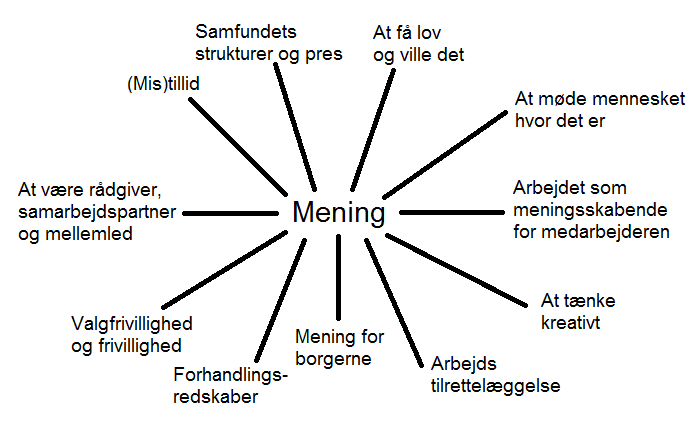 Samfundets
strukturer og pres
At få lov
og ville det
(Mis)tillid
At møde mennesket
hvor det er
At være rådgiver,
samarbejdspartner
og mellemled
Mening
Arbejdet som
meningsskabende
for medarbejderen
At tænke
kreativt
Valgfrivillighed
og frivillighed
Mening for
borgerne
Forhandlings-
redskaber
Arbejds
tilrettelæggelse